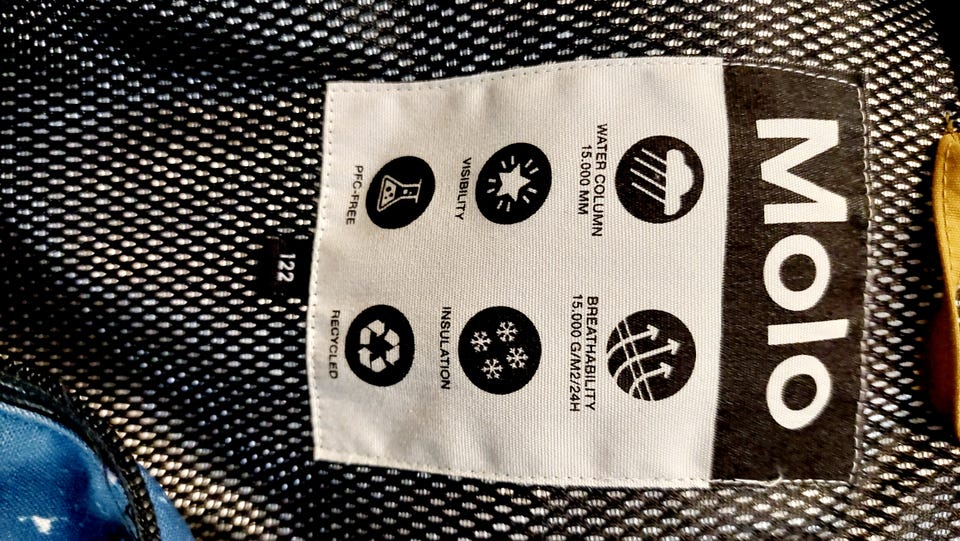 Molo
WATER COLUMN
15.000 MM
BREATHABILITY
15.000 G/M2/24H
VISIBILITY
INSULATION
PFC-FREE
RECYCLED
122